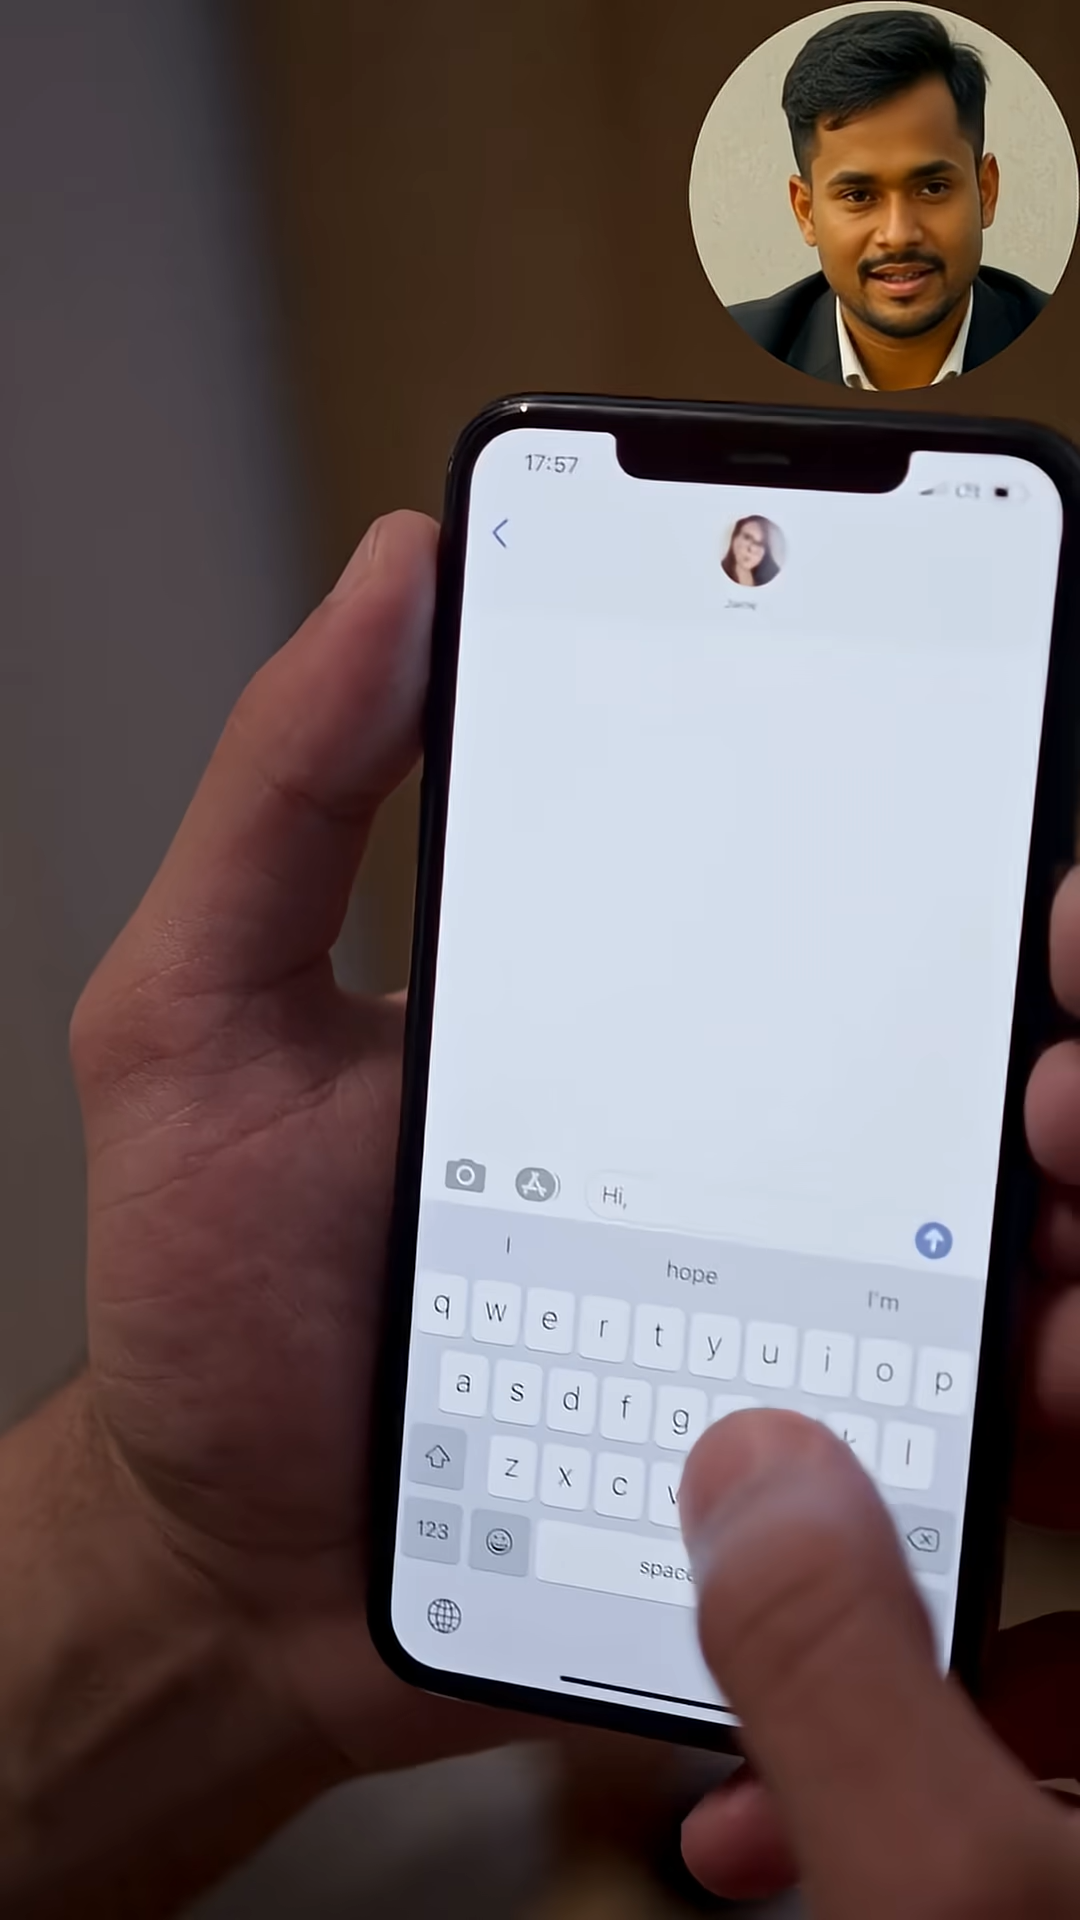 17:57
Hi,
I
hope
I'm
q w e r t y u i o p
a s d f g l
z x c v
123
space